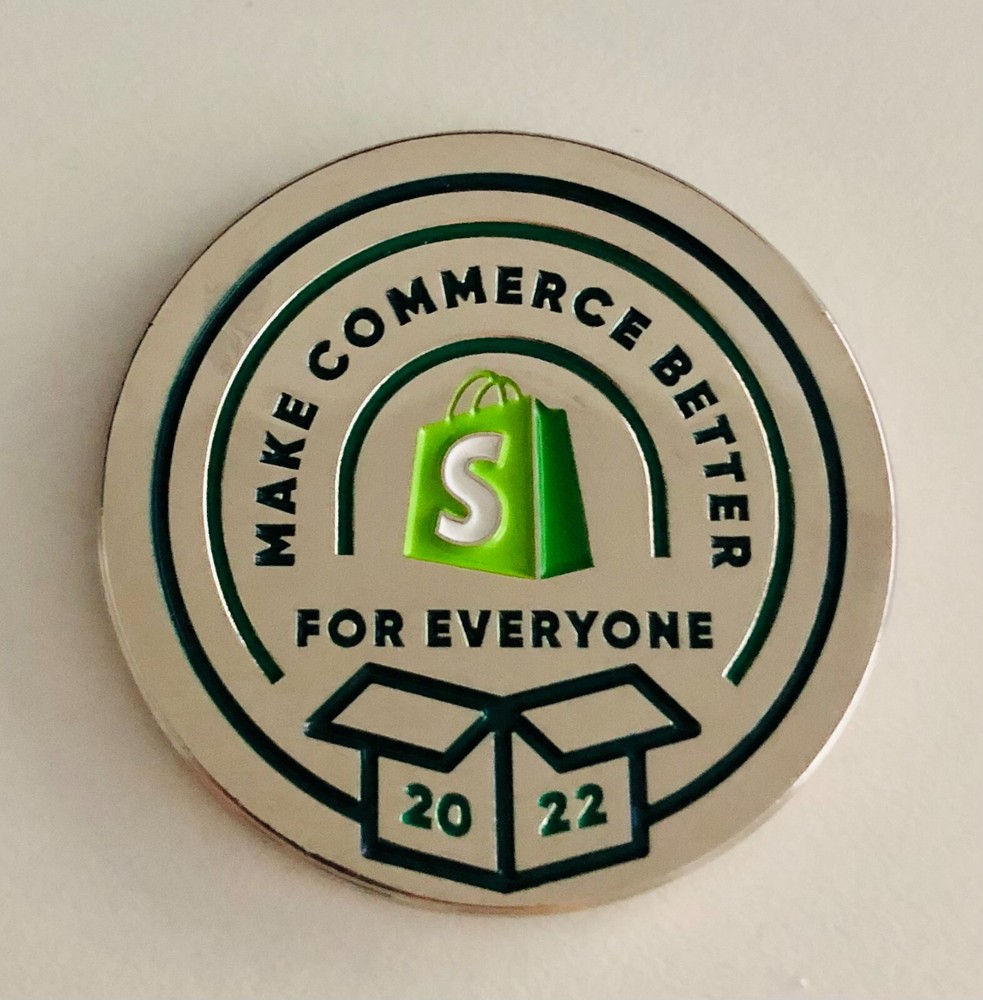 MAKE COMMERCE BETTER
S
FOR EVERYONE
20 22